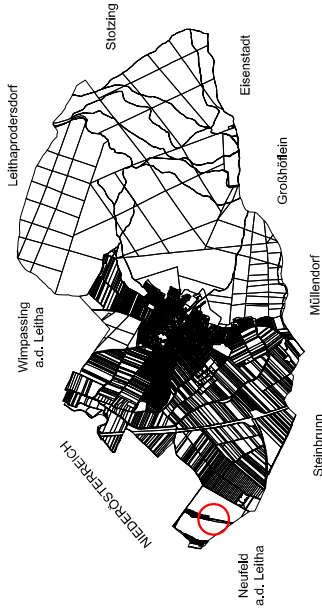 Stotzing
Leithaprodersdorf
Eisenstadt
Großhöflein
Wimpassing
a.d. Leitha
Müllendorf
NIEDERÖSTERREICH
Steinbrunn
Neufeld
a.d. Leitha